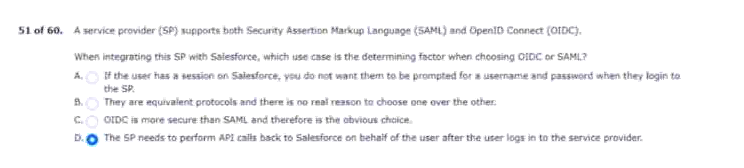 51 of 60. A service provider (SP) supports both Security Assertion Markup Language (SAML) and OpenID Connect (OIDC).
When integrating this SP with Salesforce, which use case is the determining factor when choosing OIDC or SAML?
A. If the user has a session on Salesforce, you do not want them to be prompted for a username and password when they login to
the SP.
B. They are equivalent protocols and there is no real reason to choose one over the other.
C. OIDC is more secure than SAML and therefore is the obvious choice.
D. The SP needs to perform API calls back to Salesforce on behalf of the user after the user logs in to the service provider.